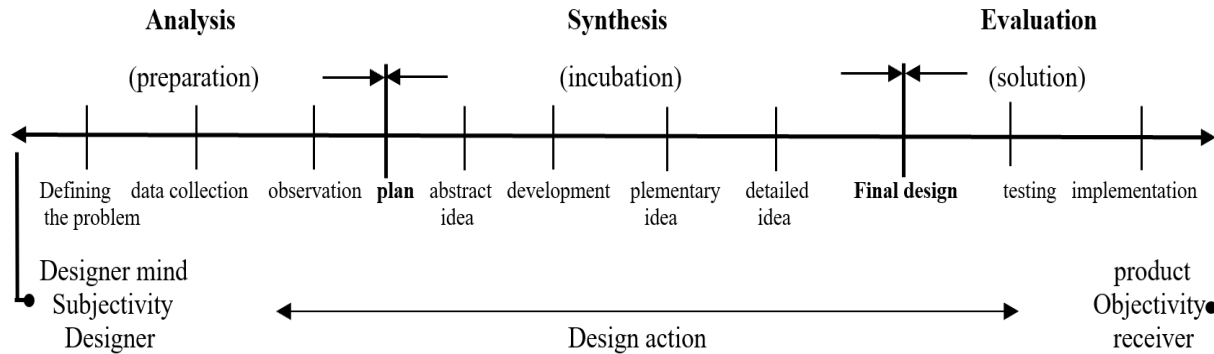 Analysis Synthesis Evaluation
(preparation) (incubation) (solution)
Defining data collection observation plan abstract development plementary detailed Final design testing implementation
the problem idea idea idea
Designer mind product
Subjectivity Objectivity
Designer Design action receiver